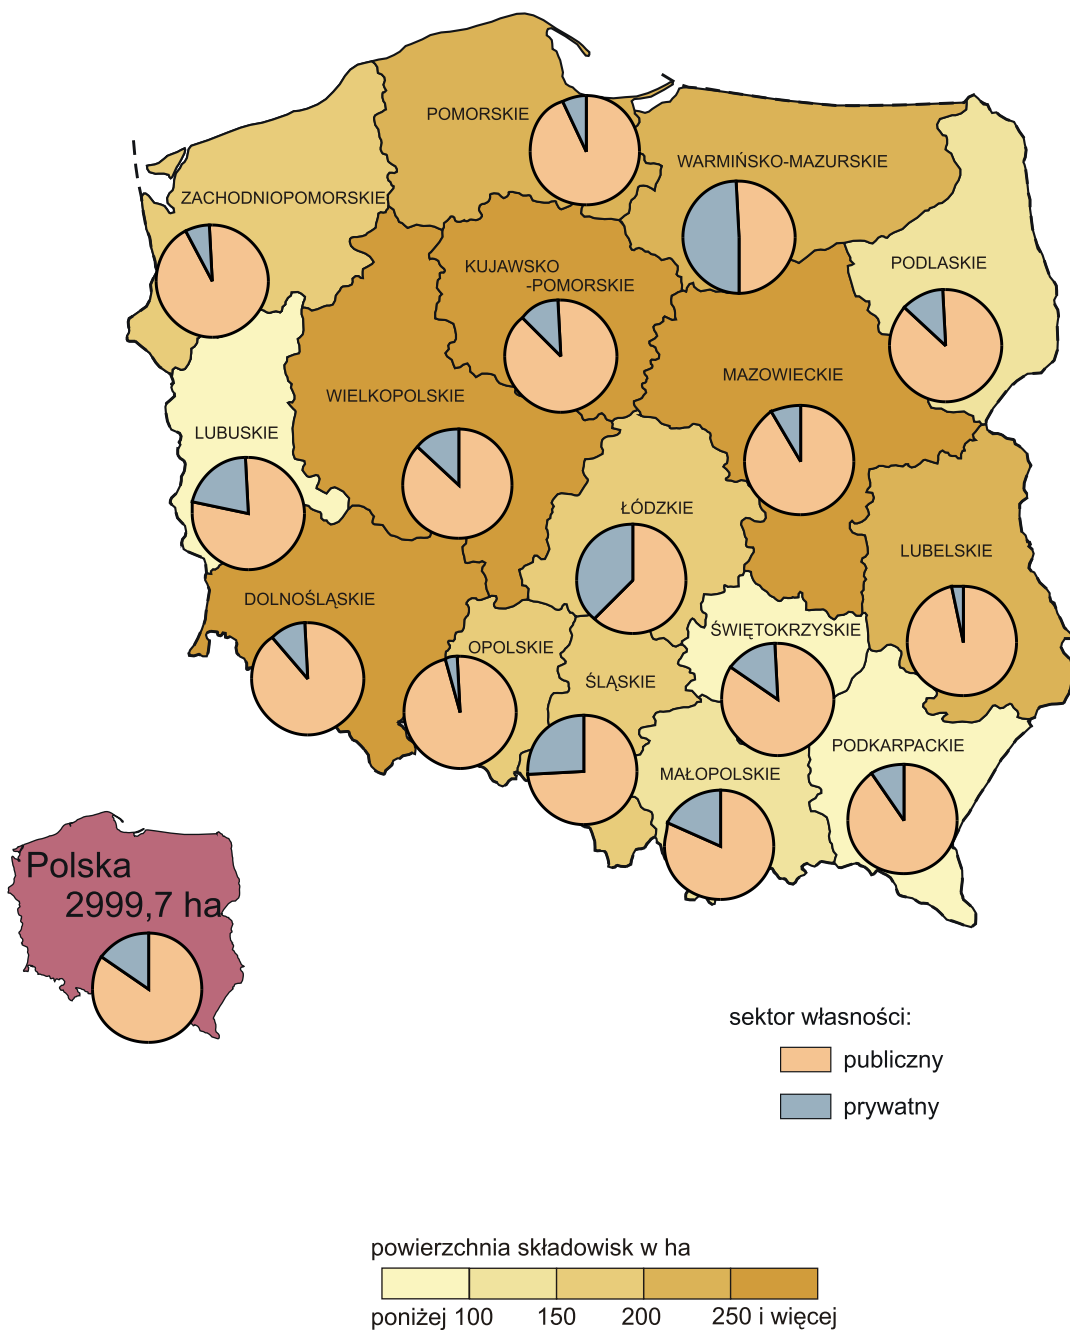 POMORSKIE
WARMIŃSKO-MAZURSKIE
ZACHODNIOPOMORSKIE
KUJAWSKO
-POMORSKIE
PODLASKIE
MAZOWIECKIE
WIELKOPOLSKIE
LUBUSKIE
ŁÓDZKIE
LUBELSKIE
DOLNOŚLĄSKIE
ŚWIĘTOKRZYSKIE
OPOLSKIE
ŚLĄSKIE
PODKARPACKIE
MAŁOPOLSKIE
Polska
2999,7 ha
sektor własności:
publiczny
prywatny
powierzchnia składowisk w ha
poniżej 100 150 200 250 i więcej